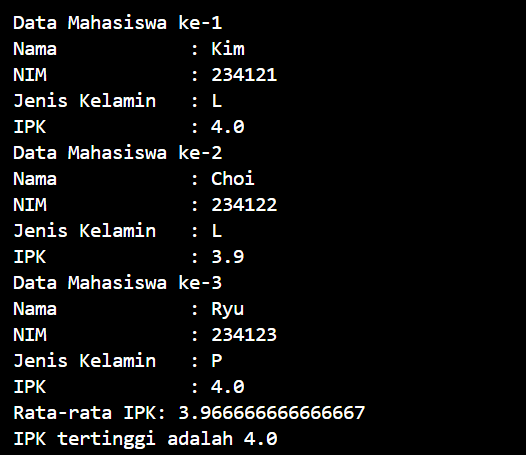 Data Mahasiswa ke-1
Nama            : Kim
NIM             : 234121
Jenis Kelamin   : L
IPK             : 4.0
Data Mahasiswa ke-2
Nama            : Choi
NIM             : 234122
Jenis Kelamin   : L
IPK             : 3.9
Data Mahasiswa ke-3
Nama            : Ryu
NIM             : 234123
Jenis Kelamin   : P
IPK             : 4.0
Rata-rata IPK: 3.966666666666667
IPK tertinggi adalah 4.0